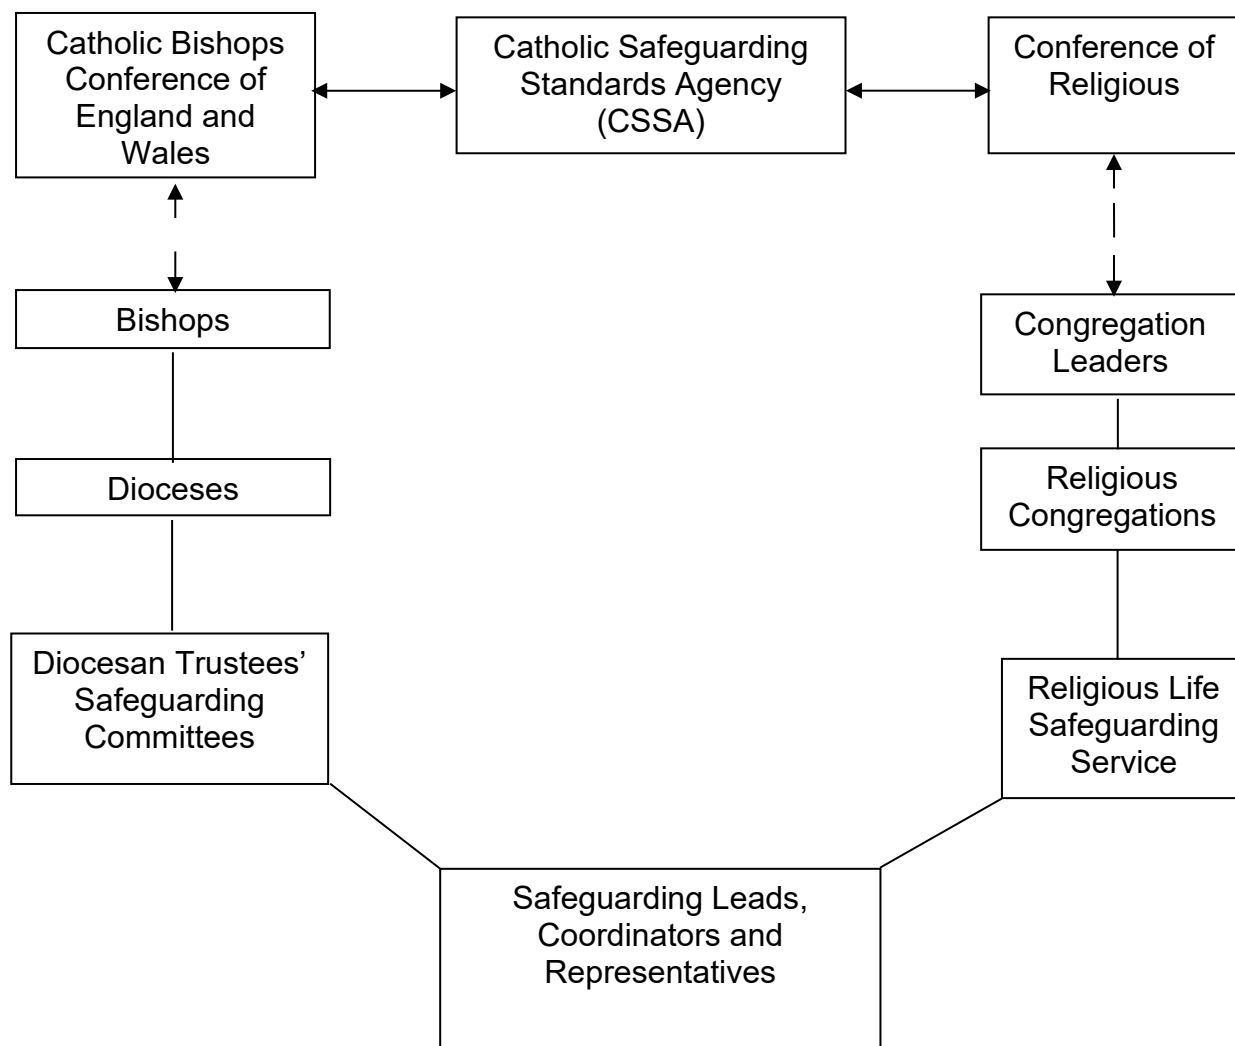 Catholic Bishops
Conference of
England and
Wales
Catholic Safeguarding
Standards Agency
(CSSA)
Conference of
Religious
Bishops
Congregation
Leaders
Dioceses
Religious
Congregations
Diocesan Trustees’
Safeguarding
Committees
Religious Life
Safeguarding
Service
Safeguarding Leads,
Coordinators and
Representatives